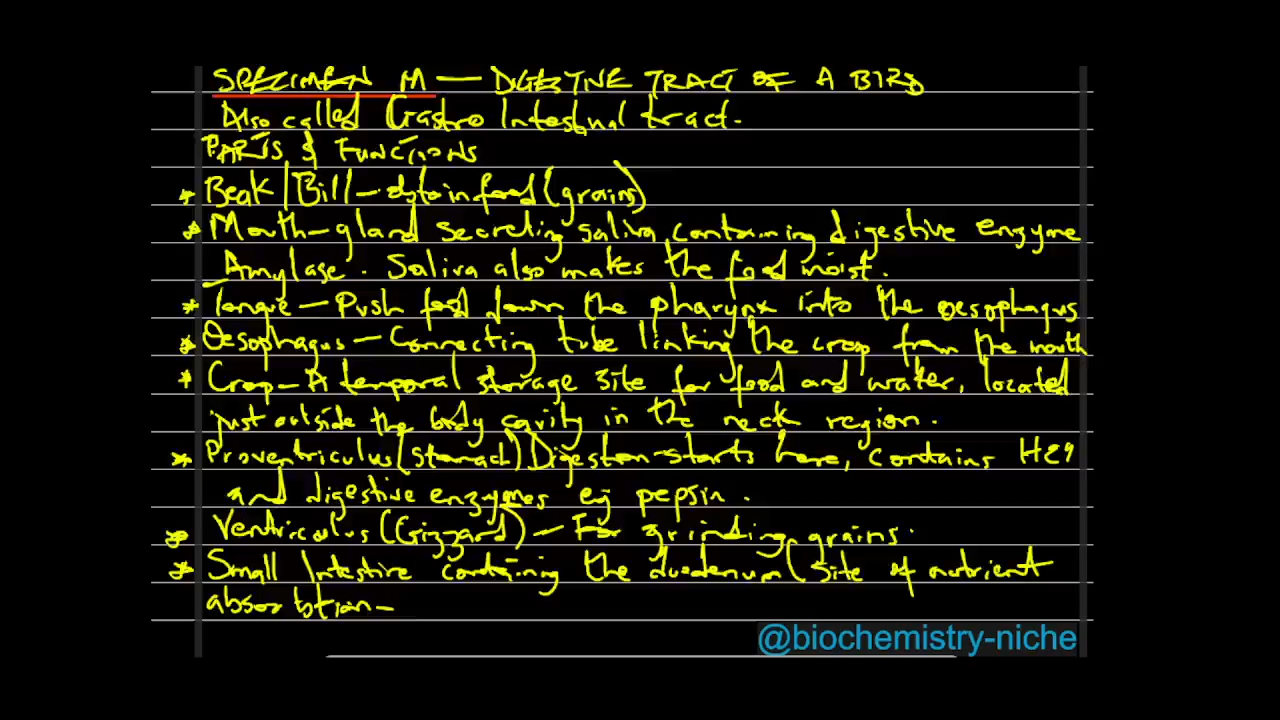 SPECIMEN M — DIGESTIVE TRACT OF A BIRD
Also called Gastro Intestinal tract.
PARTS & FUNCTIONS
* Beak/Bill - obtain food (grains)
* Mouth - gland secreting saliva containing digestive enzyme
Amylase. Saliva also makes the food moist.
* Tongue - Push food down the pharynx into the oesophagus
* Oesophagus - Connecting tube linking the crop from the mouth
* Crop - A temporal storage site for food and water, located
just outside the body cavity in the neck region.
* Proventriculus (stomach) Digestion-starts here, contains HCl
and digestive enzymes eg pepsin.
* Ventriculus (Gizzard) - For grinding grains.
* Small Intestine containing the duodenum (site of nutrient
absorbtion-
@biochemistry-niche